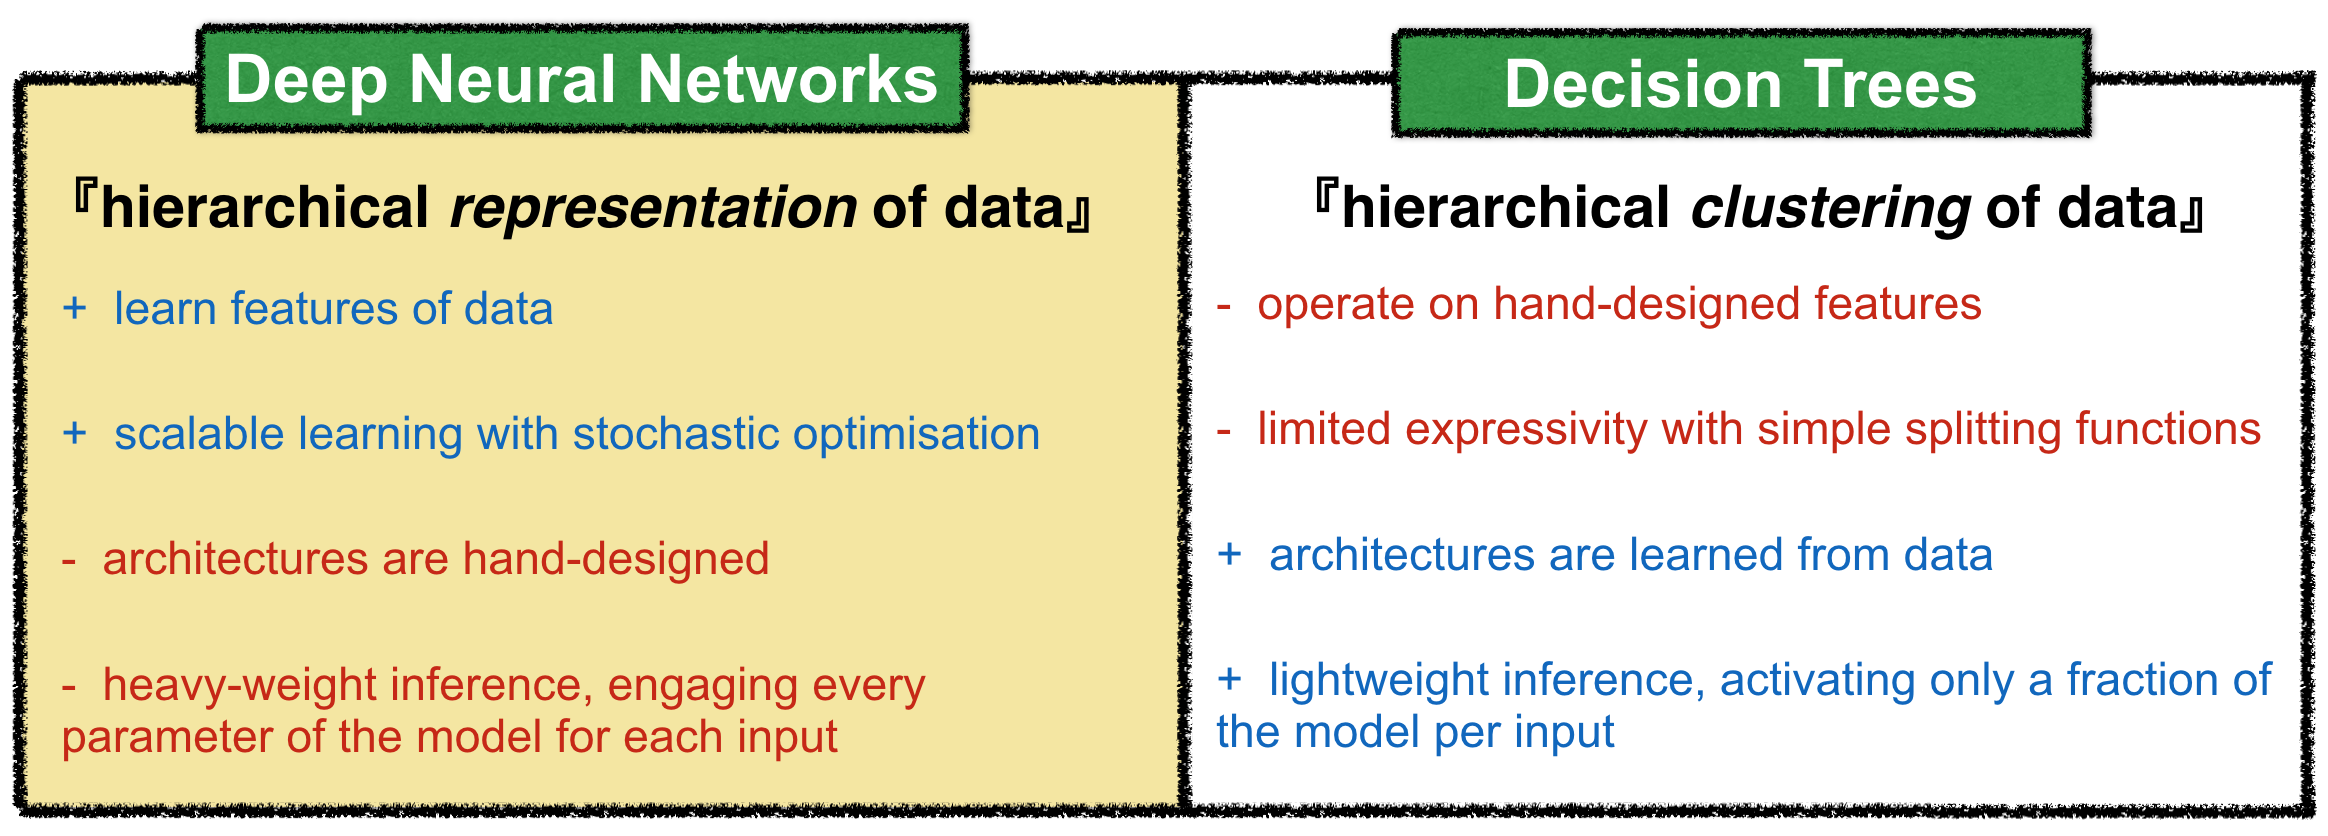 Deep Neural Networks
『hierarchical representation of data』
+ learn features of data
+ scalable learning with stochastic optimisation
- architectures are hand-designed
- heavy-weight inference, engaging every
parameter of the model for each input
Decision Trees
『hierarchical clustering of data』
- operate on hand-designed features
- limited expressivity with simple splitting functions
+ architectures are learned from data
+ lightweight inference, activating only a fraction of
the model per input